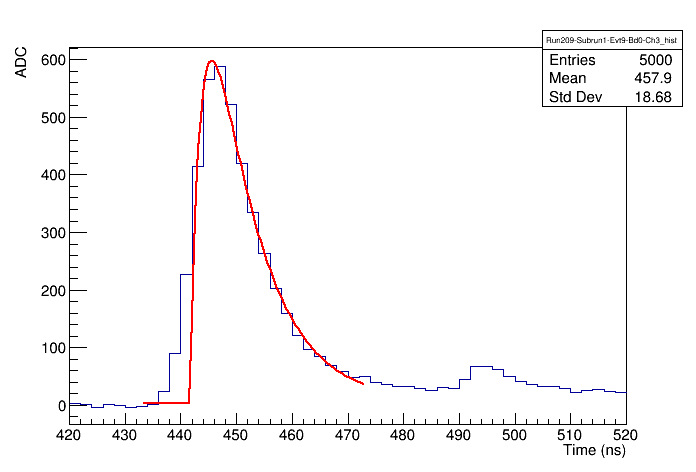 Run209-Subrun1-Evt9-Bd0-Ch3_hist
Entries 5000
Mean 457.9
Std Dev 18.68
ADC
600
500
400
300
200
100
0
420 430 440 450 460 470 480 490 500 510 520
Time (ns)